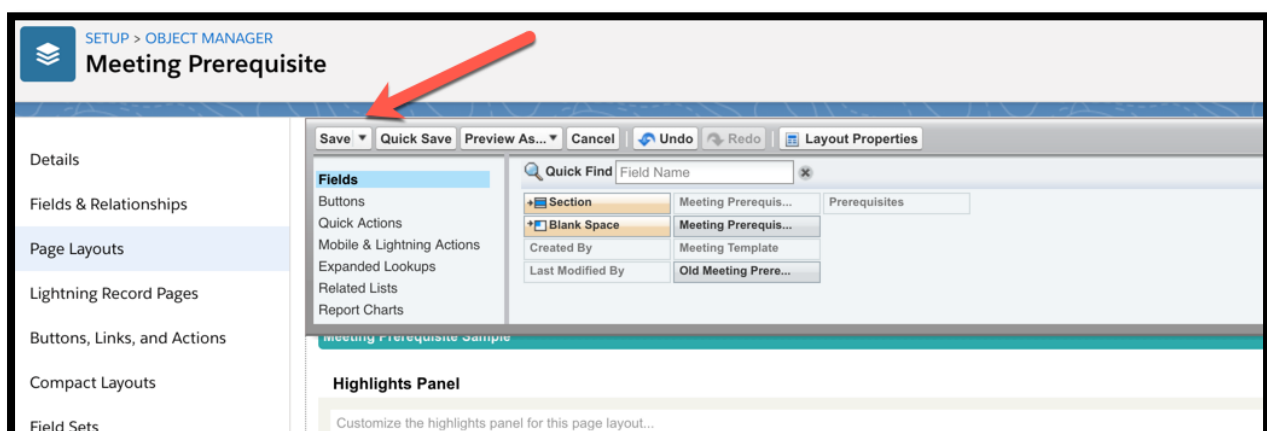 SETUP > OBJECT MANAGER
Meeting Prerequisite
Details
Fields & Relationships
Page Layouts
Lightning Record Pages
Buttons, Links, and Actions
Compact Layouts
Field Sets
Save Quick Save Preview As... Cancel Undo Redo Layout Properties
Fields
Buttons
Quick Actions
Mobile & Lightning Actions
Expanded Lookups
Related Lists
Report Charts
Quick Find Field Name
Section Meeting Prerequis... Prerequisites
Blank Space Meeting Prerequis...
Created By Meeting Template
Last Modified By Old Meeting Prere...
Meeting Prerequisite Sample
Highlights Panel
Customize the highlights panel for this page layout...